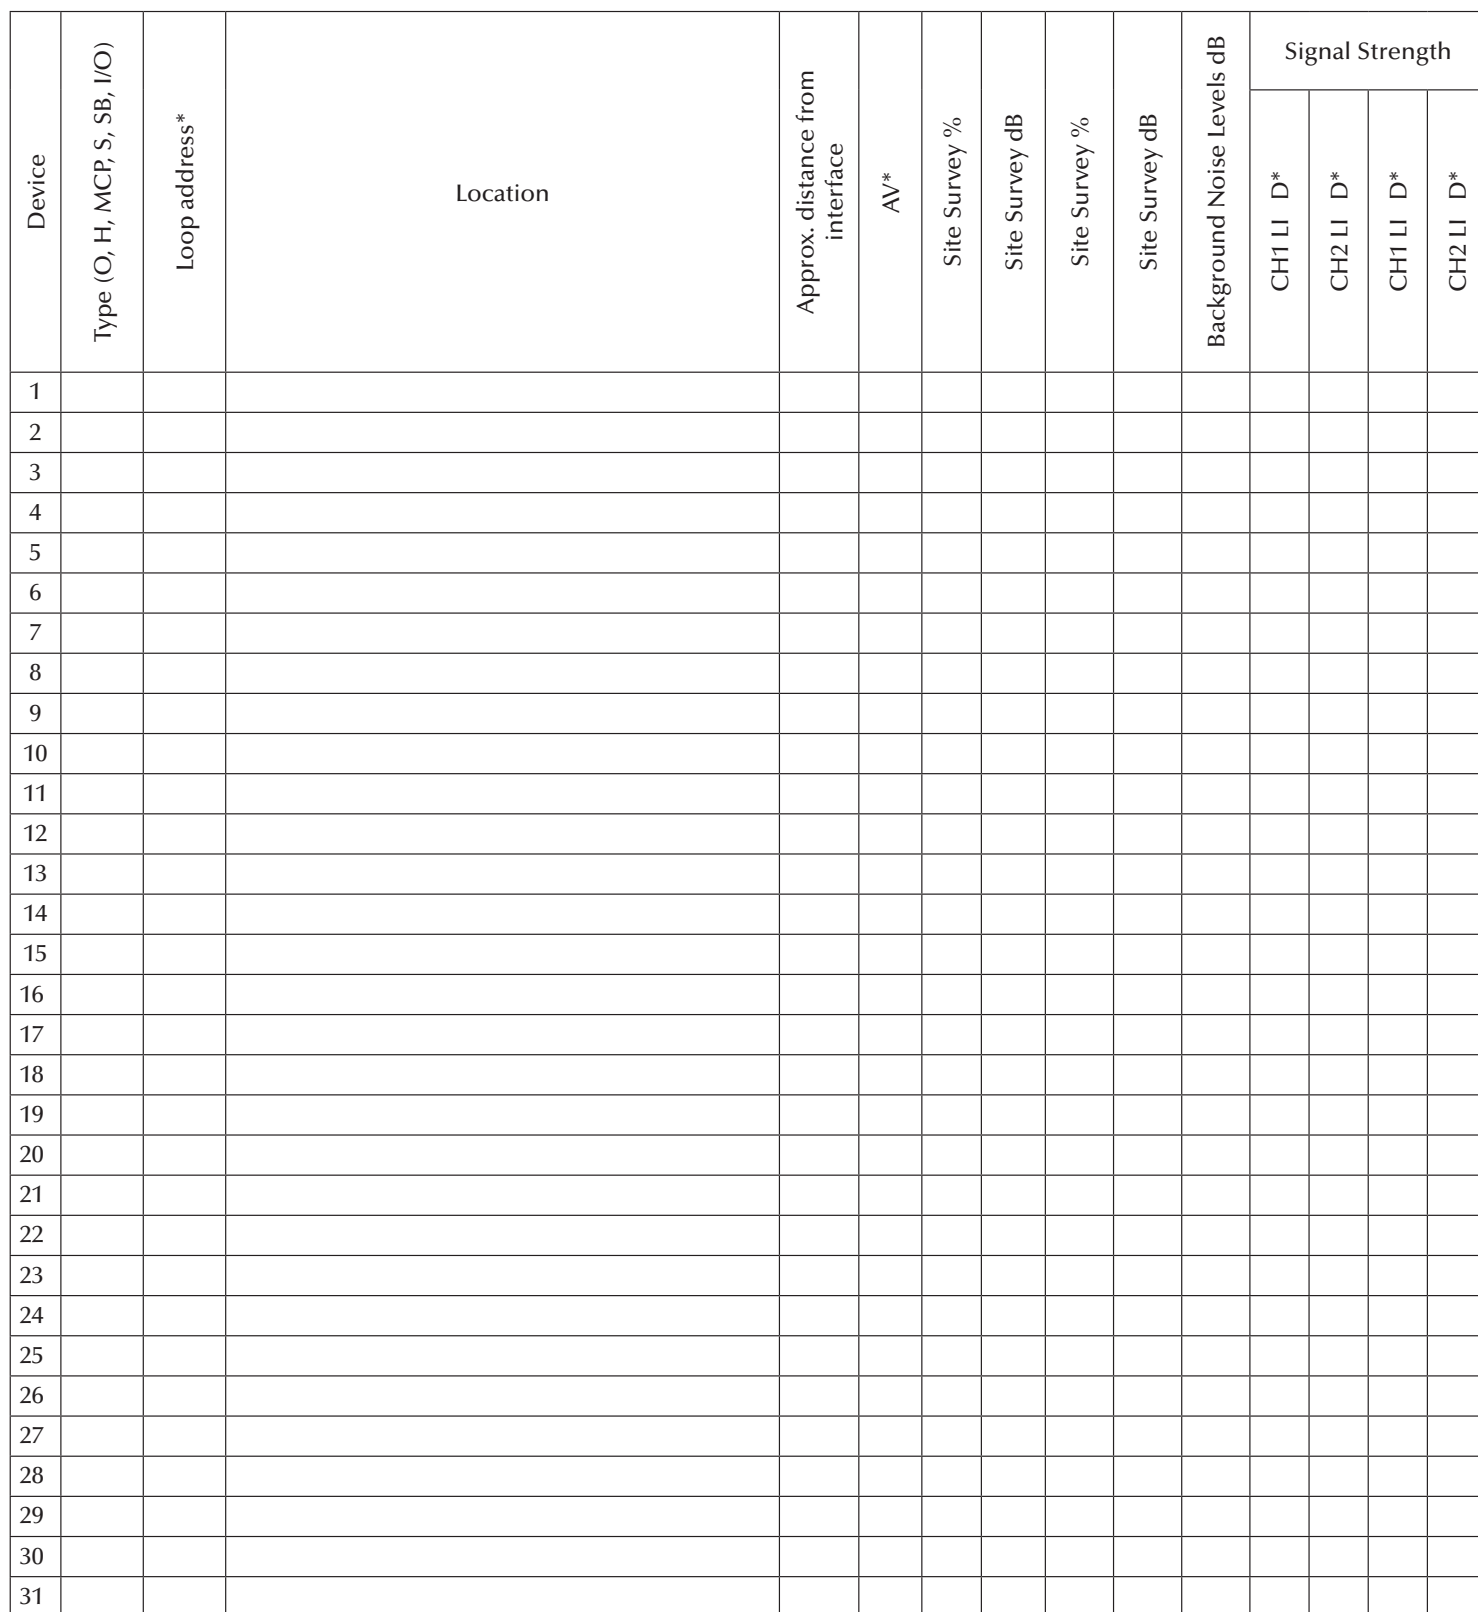 Device
Type (O, H, MCP, S, SB, I/O)
Loop address*
Location
Approx. distance from
interface
AV*
Site Survey %
Site Survey dB
Site Survey %
Site Survey dB
Background Noise Levels dB
Signal Strength
CH1 LI D*
CH2 LI D*
CH1 LI D*
CH2 LI D*
1
2
3
4
5
6
7
8
9
10
11
12
13
14
15
16
17
18
19
20
21
22
23
24
25
26
27
28
29
30
31